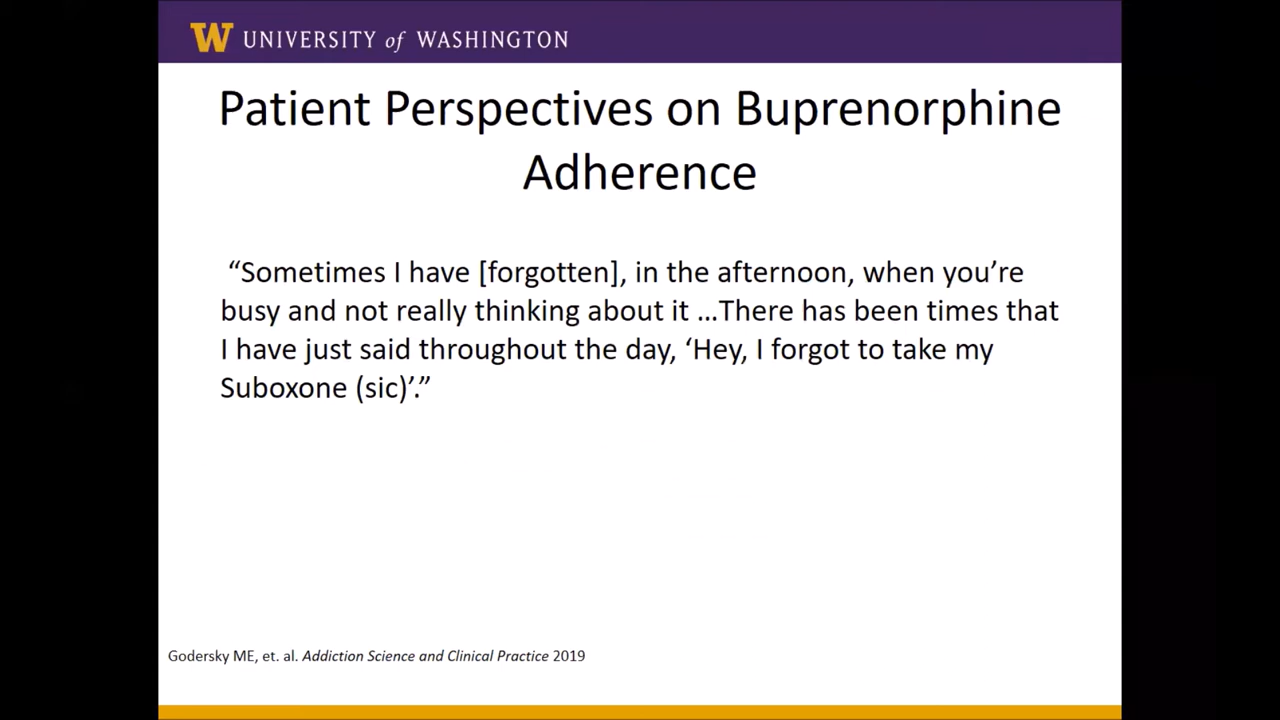 W UNIVERSITY of WASHINGTON
Patient Perspectives on Buprenorphine
Adherence
“Sometimes I have [forgotten], in the afternoon, when you’re
busy and not really thinking about it …There has been times that
I have just said throughout the day, ‘Hey, I forgot to take my
Suboxone (sic)’.”
Godersky ME, et. al. Addiction Science and Clinical Practice 2019